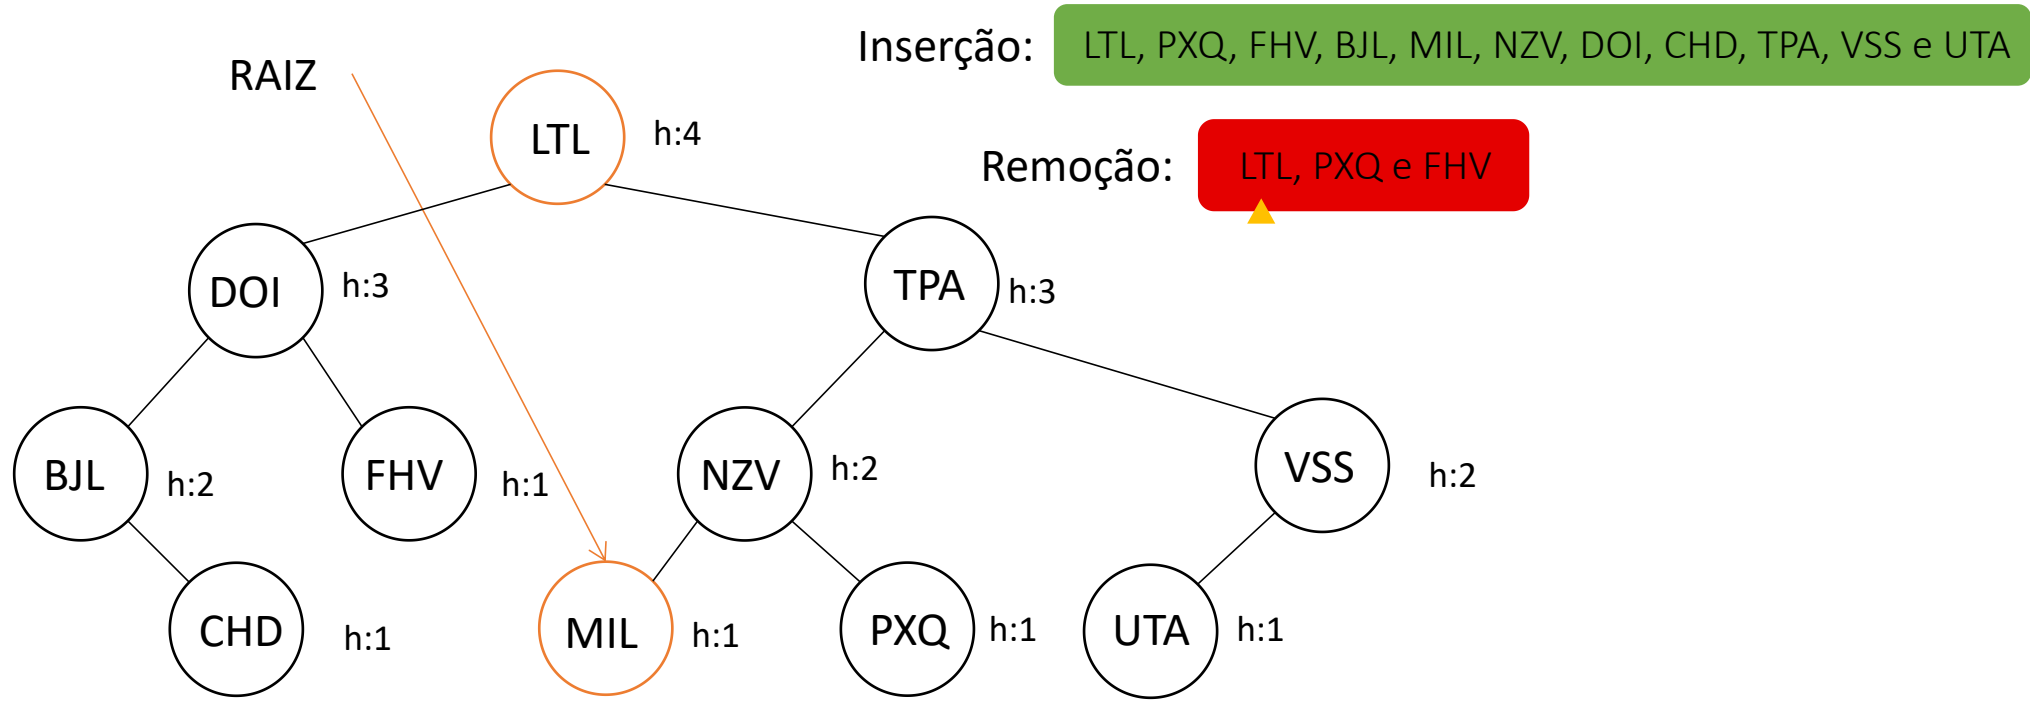 Inserção: LTL, PXQ, FHV, BJL, MIL, NZV, DOI, CHD, TPA, VSS e UTA
RAIZ
LTL h:4
Remoção: LTL, PXQ e FHV
DOI h:3
TPA h:3
BJL h:2
FHV h:1
NZV h:2
VSS h:2
CHD h:1
MIL h:1
PXQ h:1
UTA h:1